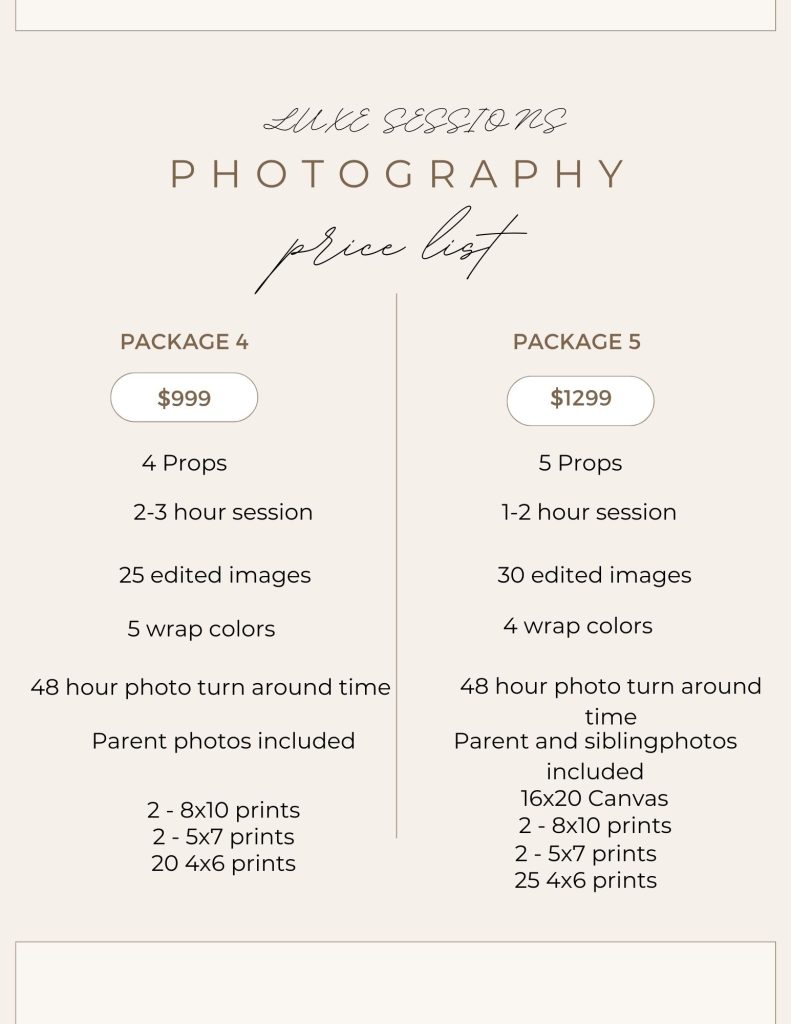 LUXE SESSIONS
PHOTOGRAPHY
price list
PACKAGE 4
$999
4 Props
2-3 hour session
25 edited images
5 wrap colors
48 hour photo turn around time
Parent photos included
2 - 8x10 prints
2 - 5x7 prints
20 4x6 prints
PACKAGE 5
$1299
5 Props
1-2 hour session
30 edited images
4 wrap colors
48 hour photo turn around
time
Parent and siblingphotos
included
16x20 Canvas
2 - 8x10 prints
2 - 5x7 prints
25 4x6 prints